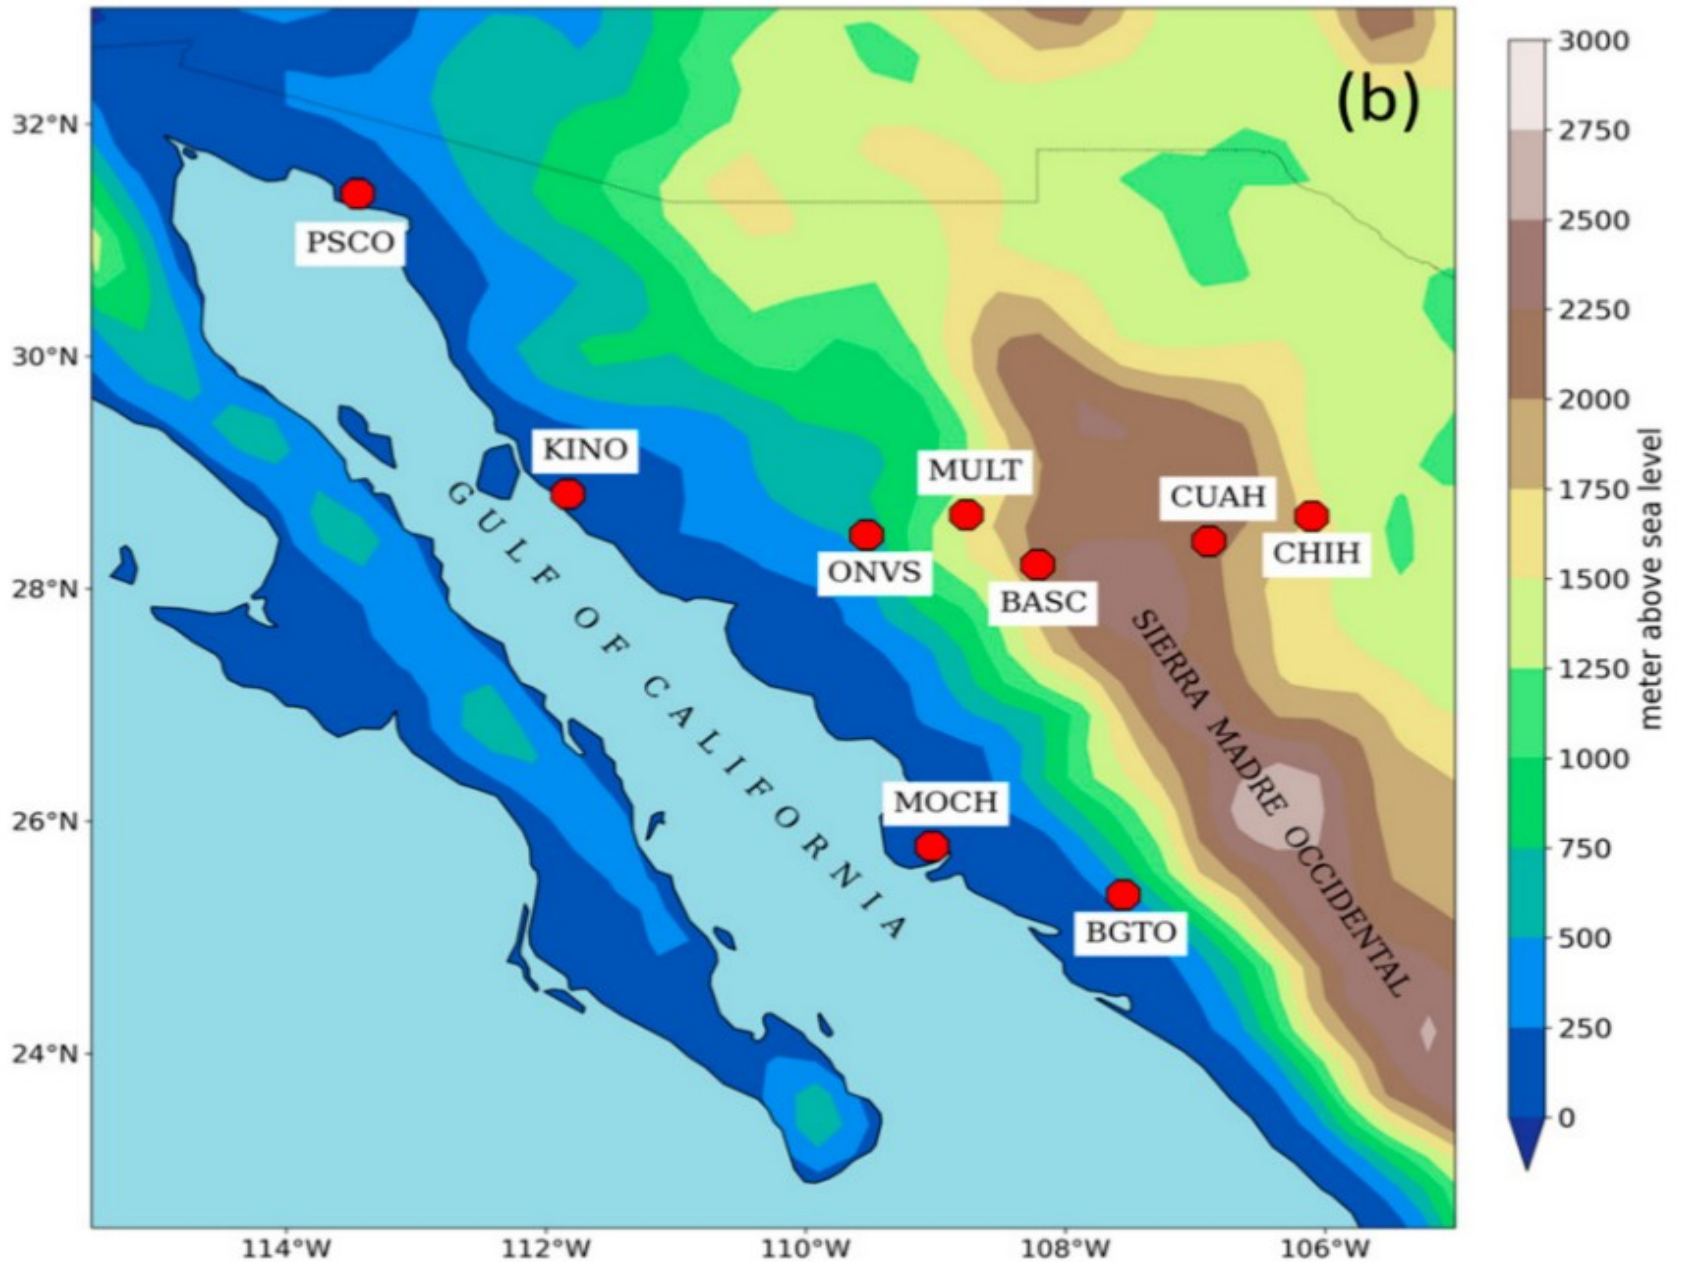 (b)
3000
32°N
2750
2500
PSCO
2250
30°N
2000
KINO
MULT
1750
CUAH
CHIH
ONVS
1500
28°N
BASC
GULF OF CALIFORNIA
SIERRA MADRE OCCIDENTAL
meter above sea level
1250
1000
MOCH
26°N
750
BGTO
500
250
24°N
0
114°W
112°W
110°W
108°W
106°W